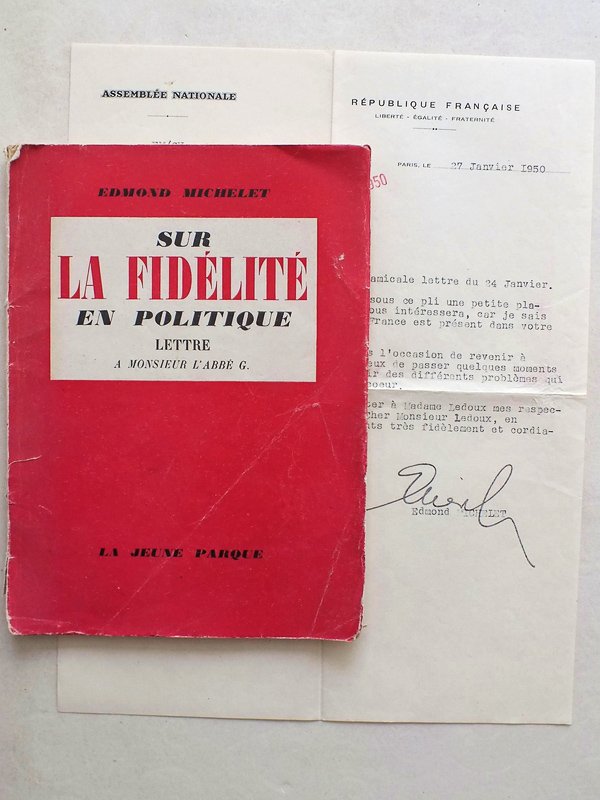 ASSEMBLÉE NATIONALE
RÉPUBLIQUE FRANÇAISE
LIBERTÉ - ÉGALITÉ - FRATERNITÉ
PARIS, LE 27 Janvier 1950
EDMOND MICHELET
SUR
LA FIDÉLITÉ
EN POLITIQUE
LETTRE
A MONSIEUR L'ABBÉ G.
LA JEUNE PARQUE
amicale lettre du 24 Janvier.
sous ce pli une petite pla-
ous intéressera, car je sais
France est présent dans votre
l'occasion de revenir à
eux de passer quelques moments
ir des différents problèmes qui
coeur.
ter à Madame Ledoux mes respec-
Cher Monsieur Ledoux, en
nts très fidèlement et cordia-
Edmond MICHELET